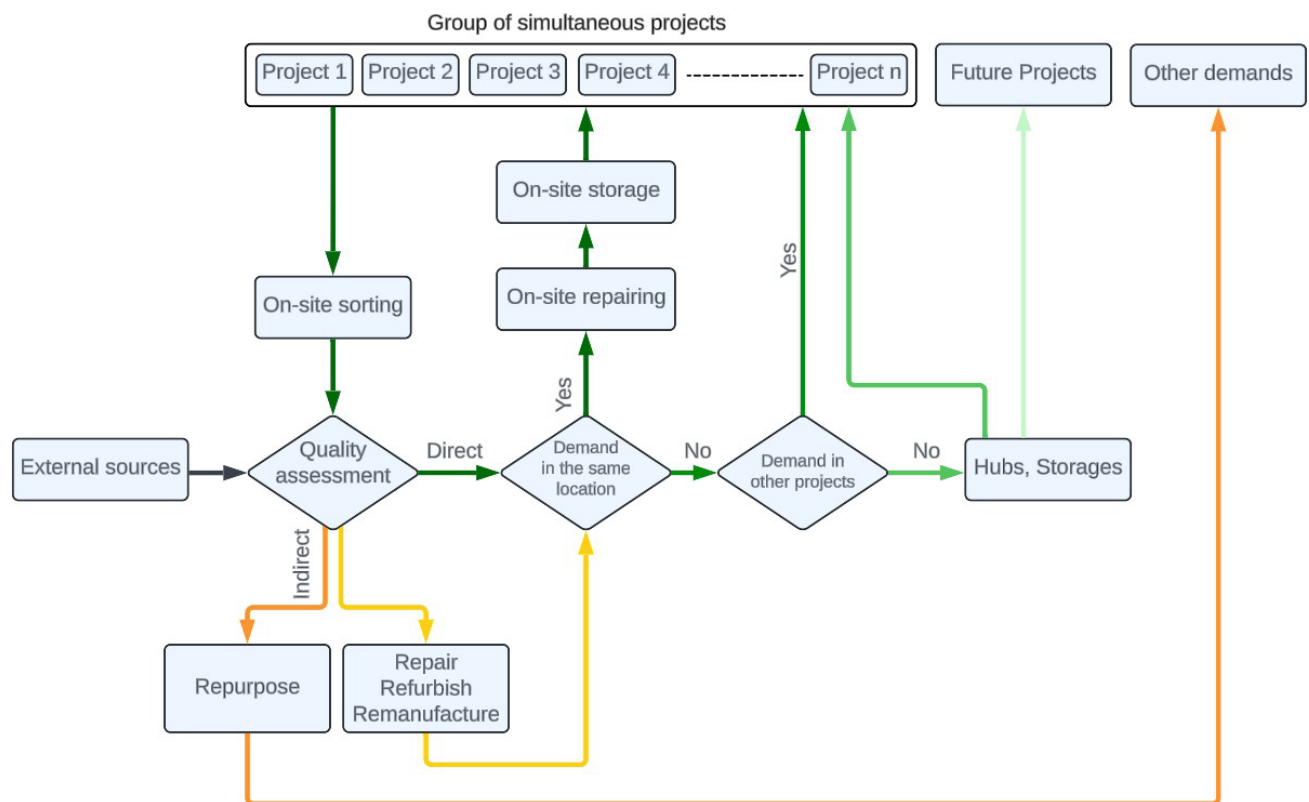 Group of simultaneous projects
Project 1
Project 2
Project 3
Project 4
Project n
Future Projects
Other demands
On-site storage
On-site sorting
On-site repairing
Yes
Yes
External sources
Quality
assessment
Direct
Demand
in the same
location
No
Demand in
other projects
No
Hubs, Storages
Indirect
Repurpose
Repair
Refurbish
Remanufacture